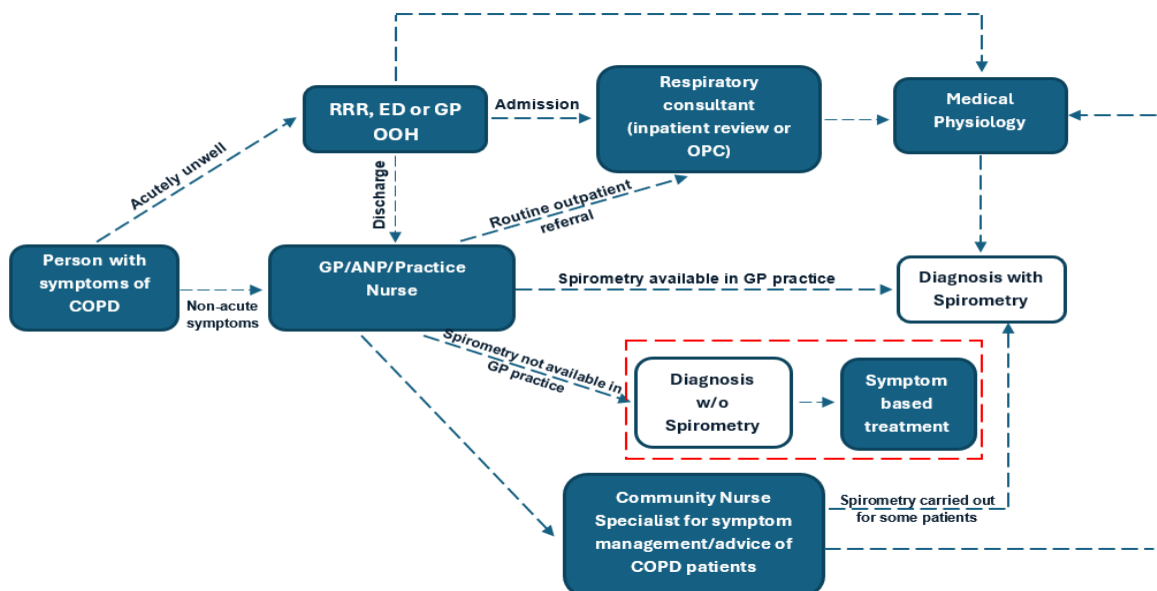 RRR, ED or GP
OOH
Admission
Respiratory
consultant
(inpatient review or
OPC)
Medical
Physiology
Acutely unwell
Discharge
Routine outpatient
referral
Person with
symptoms of
COPD
Non-acute
symptoms
GP/ANP/Practice
Nurse
Spirometry available in GP practice
Diagnosis with
Spirometry
Spirometry not available in
GP practice
Diagnosis
w/o
Spirometry
Symptom
based
treatment
Community Nurse
Specialist for symptom
management/advice of
COPD patients
Spirometry carried out
for some patients